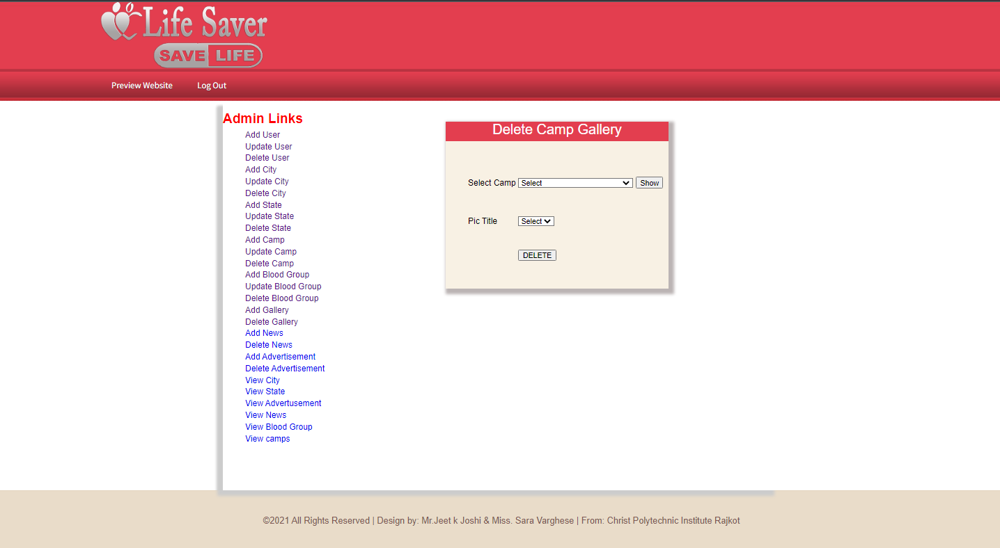 Life Saver
SAVE LIFE
Preview Website Log Out
Admin Links
Add User
Update User
Delete User
Add City
Update City
Delete City
Add State
Update State
Delete State
Add Camp
Update Camp
Delete Camp
Add Blood Group
Update Blood Group
Delete Blood Group
Add Gallery
Delete Gallery
Add News
Delete News
Add Advertisement
Delete Advertisement
View City
View State
View Advertusement
View News
View Blood Group
View camps
Delete Camp Gallery
Select Camp Select Show
Pic Title Select
DELETE
©2021 All Rights Reserved | Design by: Mr.Jeet k Joshi & Miss. Sara Varghese | From: Christ Polytechnic Institute Rajkot